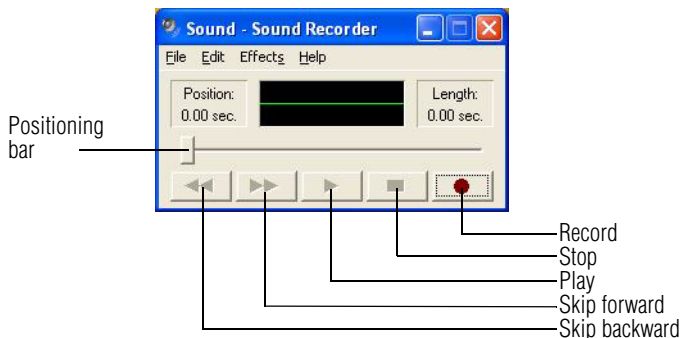 Sound - Sound Recorder
File Edit Effects Help
Position:
0.00 sec.
Length:
0.00 sec.
Positioning
bar
Record
Stop
Play
Skip forward
Skip backward